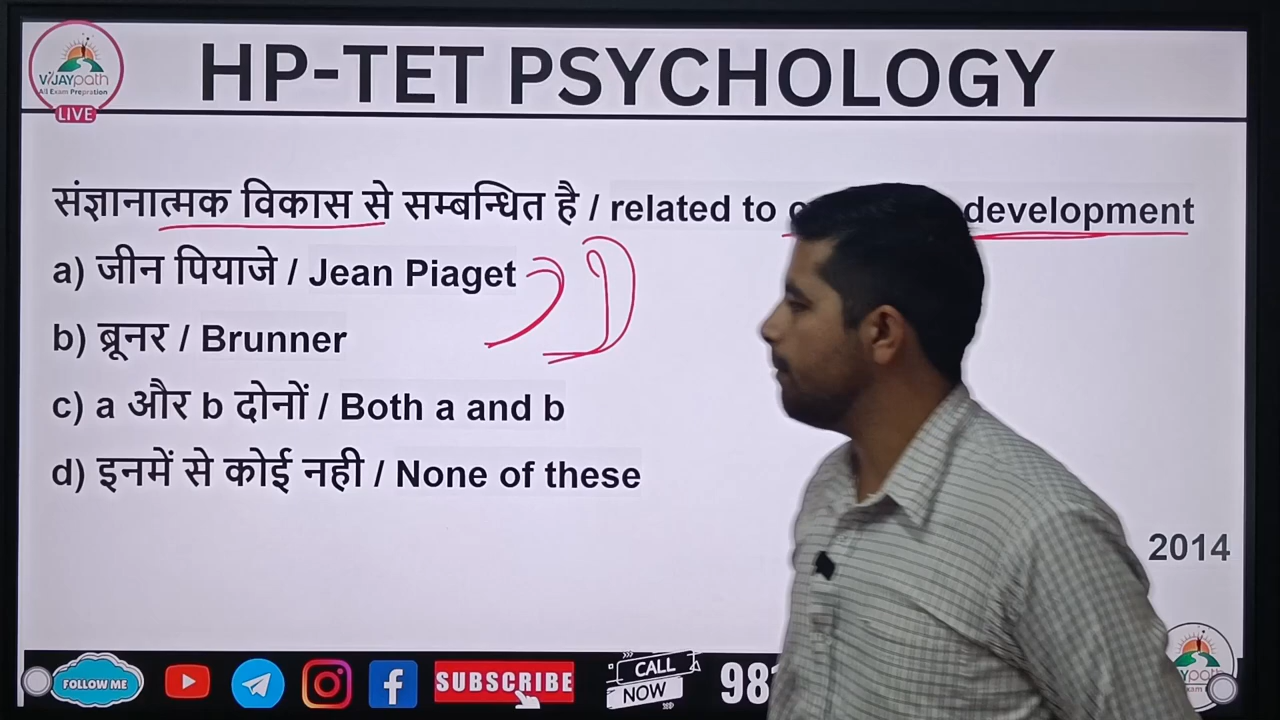 HP-TET PSYCHOLOGY
VIJAYpath
All Exam Prepration
LIVE
संज्ञानात्मक विकास से सम्बन्धित है / related to development
a) जीन पियाजे / Jean Piaget
b) ब्रूनर / Brunner
c) a और b दोनों / Both a and b
d) इनमें से कोई नही / None of these
2014
FOLLOW ME
SUBSCRIBE
CALL
NOW
98